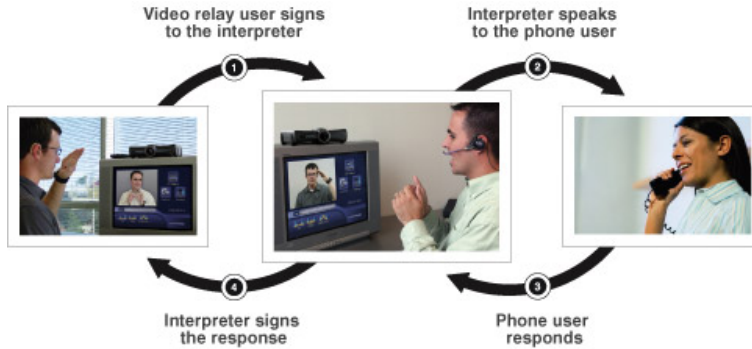 Video relay user signs
to the interpreter
Interpreter speaks
to the phone user
1
2
4
3
Interpreter signs
the response
Phone user
responds